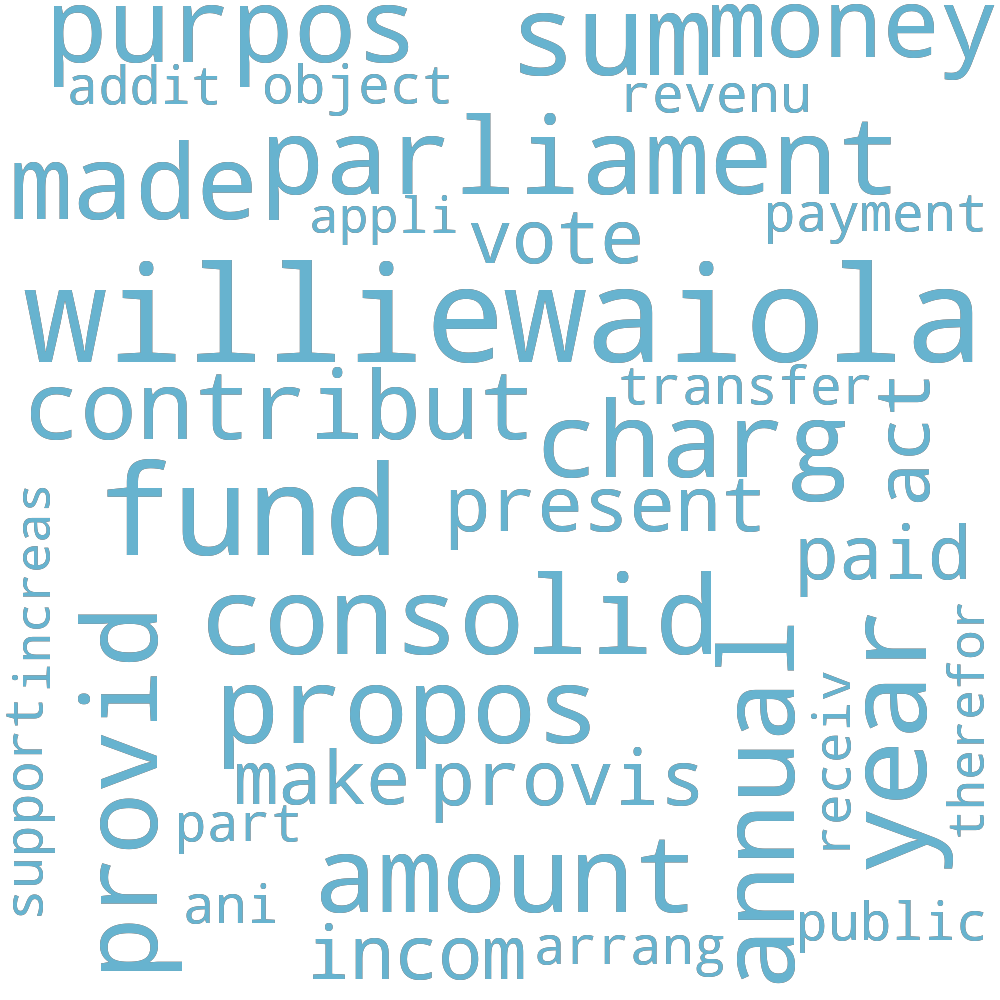 purpos
sum
money
addit
object
revenu
parliament
made
appli
vote
payment
williewaiola
contribut
transfer
charg
act
fund
present
increas
paid
consolid
provid
propos
annual
year
therefor
receiv
support
make
provis
part
amount
ani
public
incom
arrang